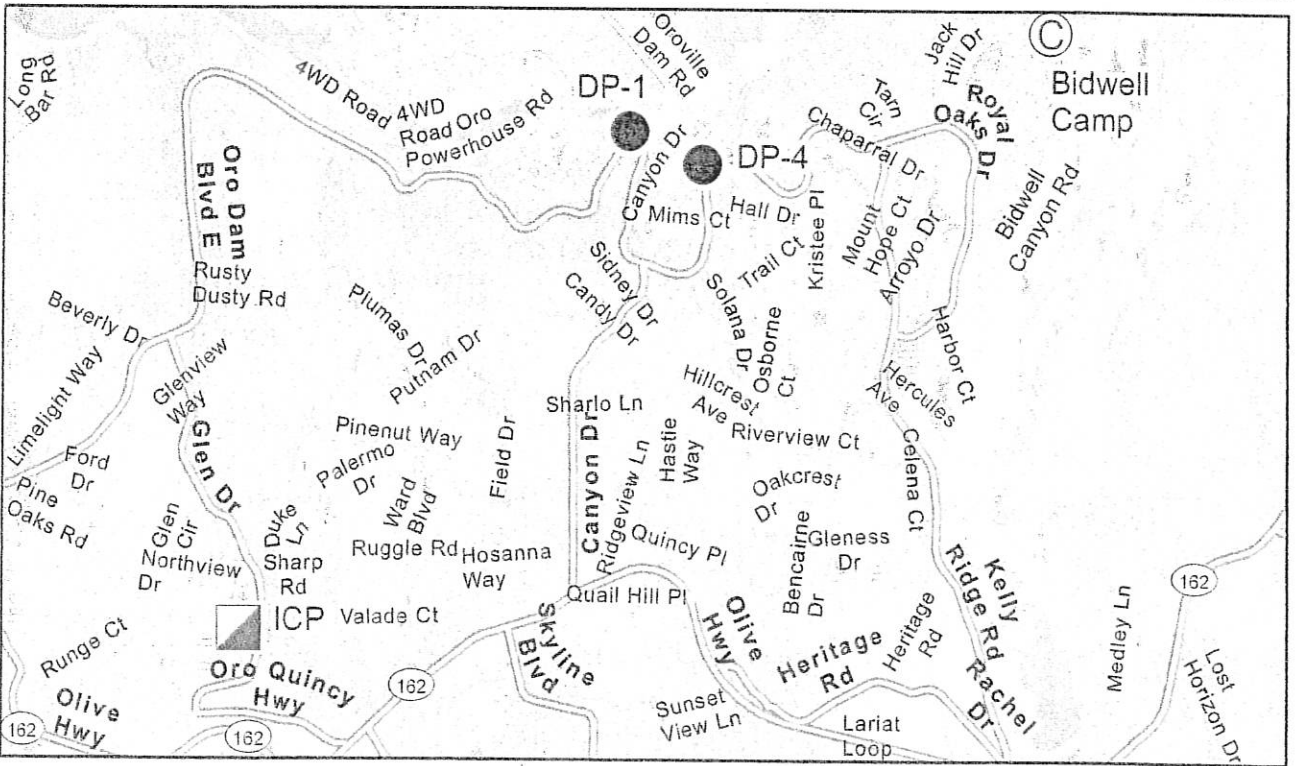 Long
Bar Rd
4WD Road
4WD
Road Oro
Powerhouse Rd
Oroville
Dam Rd
DP-1
DP-4
Canyon Dr
Mims Ct
Hall Dr
Trail Ct
Kristee Pl
Chaparral Dr
Tarn
Cir
Jack
Hill Dr
Royal
Oaks Dr
C
Bidwell
Camp
Bidwell
Canyon Rd
Mount
Hope Ct
Arroyo Dr
Harbor Ct
Hercules
Ave
Oro Dam
Blvd E
Rusty
Dusty Rd
Beverly Dr
Limelight Way
Glenview
Way
Glen Dr
Plumas Dr
Putnam Dr
Sidney Dr
Candy Dr
Solana Dr
Osborne
Ct
Hillcrest
Ave
Riverview Ct
Sharlo Ln
Canyon Dr
Ridgeview Ln
Hastie
Way
Pinenut Way
Palermo
Dr
Ward
Blvd
Field Dr
Ford
Dr
Pine
Oaks Rd
Glen
Cir
Northview
Dr
Duke
Ln
Sharp
Rd
Ruggle Rd
Hosanna
Way
Quincy Pl
Oakcrest
Dr
Gleness
Dr
Bencairne
Dr
Celena Ct
Kelly
Ridge Rd
Rachel
Dr
ICP
Valade Ct
Quail Hill Pl
Skyline
Blvd
Olive
Hwy
Heritage
Rd
Heritage
Rd
Runge Ct
Olive
Hwy
Oro Quincy
Hwy
162
162
162
162
Sunset
View Ln
Lariat
Loop
Medley Ln
Lost
Horizon Dr